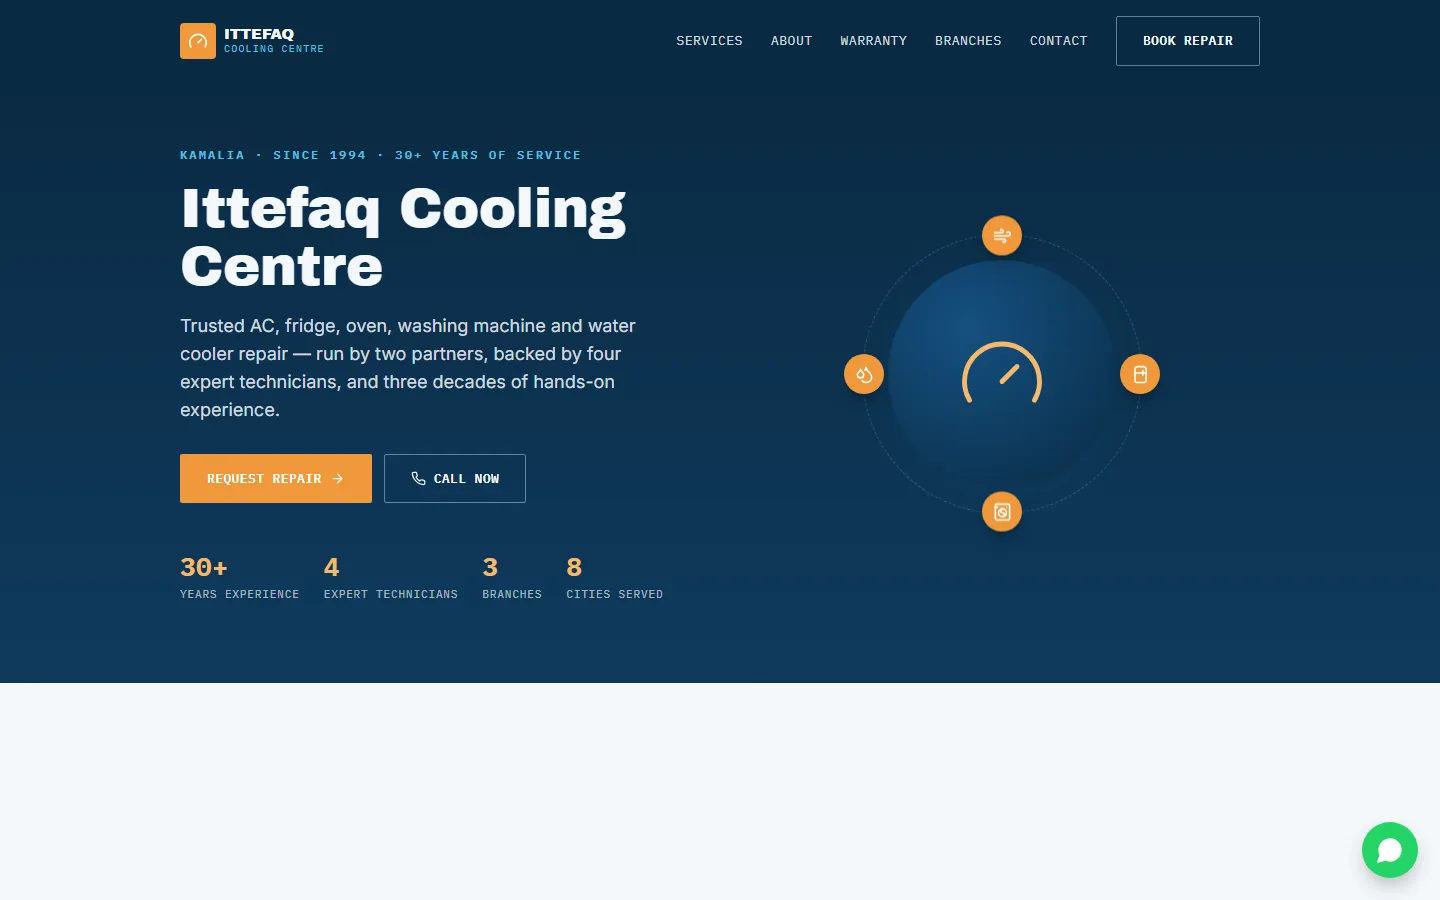 ITTEFAQ
COOLING CENTRE
SERVICES ABOUT WARRANTY BRANCHES CONTACT BOOK REPAIR
KAMALIA · SINCE 1994 · 30+ YEARS OF SERVICE
Ittefaq Cooling
Centre
Trusted AC, fridge, oven, washing machine and water
cooler repair — run by two partners, backed by four
expert technicians, and three decades of hands-on
experience.
REQUEST REPAIR → CALL NOW
30+ 4 3 8
YEARS EXPERIENCE EXPERT TECHNICIANS BRANCHES CITIES SERVED